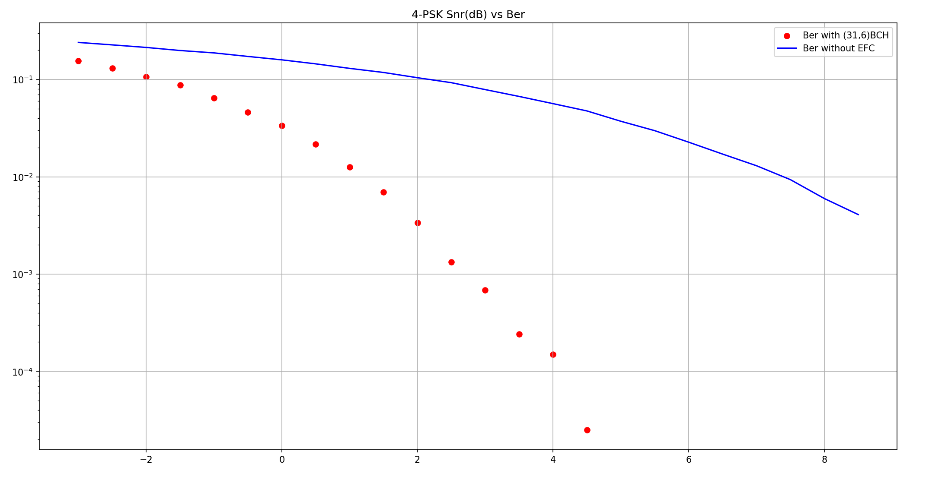 4-PSK Snr(dB) vs Ber
Ber with (31,6)BCH
Ber without EFC
10⁻¹
10⁻²
10⁻³
10⁻⁴
−2 0 2 4 6 8